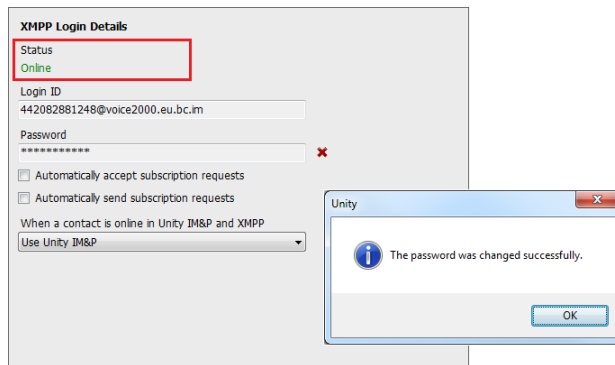 XMPP Login Details
Status
Online
Login ID
442082881248@voice2000.eu.bc.im
Password
***********
Automatically accept subscription requests
Automatically send subscription requests
When a contact is online in Unity IM&P and XMPP
Use Unity IM&P
Unity
The password was changed successfully.
OK